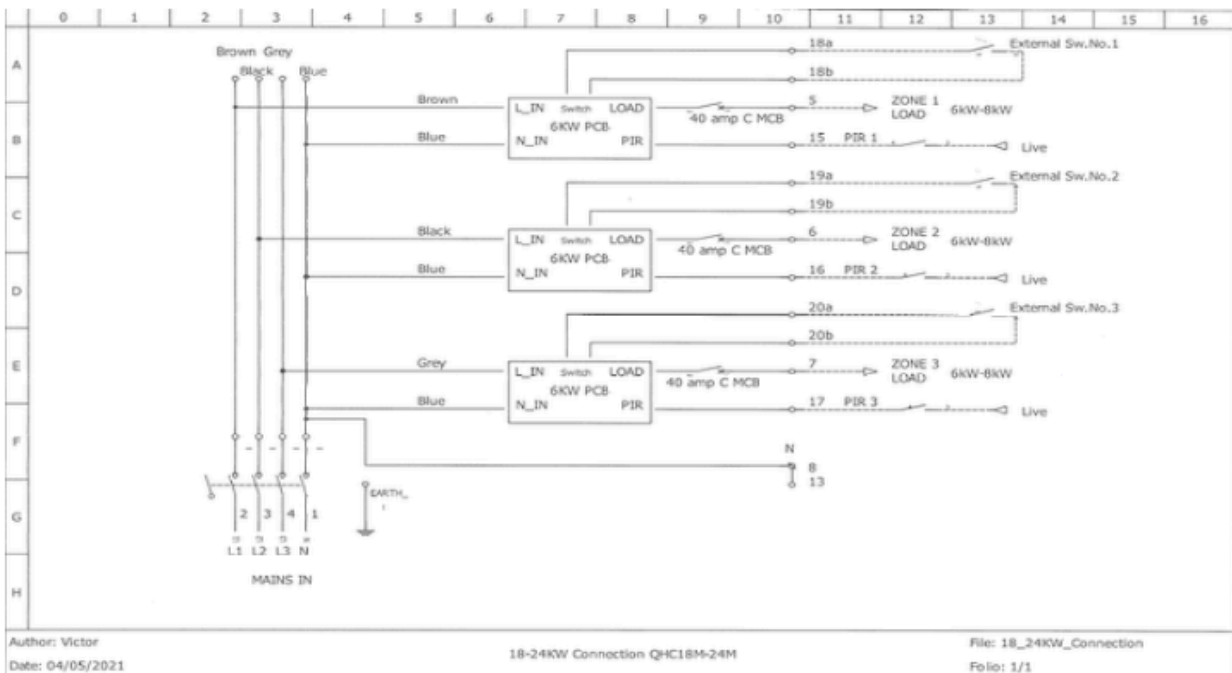 0 1 2 3 4 5 6 7 8 9 10 11 12 13 14 15 16
A
B
C
D
E
F
G
H
Brown Grey
Black Blue
18a External Sw.No.1
18b
Brown L_IN Switch LOAD 40 amp C MCB 5 ZONE 1 LOAD 6kW-8kW
6KW PCB
Blue N_IN PIR 15 PIR 1 Live
19a External Sw.No.2
19b
Black L_IN Switch LOAD 40 amp C MCB 6 ZONE 2 LOAD 6kW-8kW
6KW PCB
Blue N_IN PIR 16 PIR 2 Live
20a External Sw.No.3
20b
Grey L_IN Switch LOAD 40 amp C MCB 7 ZONE 3 LOAD 6kW-8kW
6KW PCB
Blue N_IN PIR 17 PIR 3 Live
N
8
13
EARTH_
2 3 4 1
L1 L2 L3 N
MAINS IN
Author: Victor
Date: 04/05/2021
18-24KW Connection QHC18M-24M
File: 18_24KW_Connection
Folio: 1/1